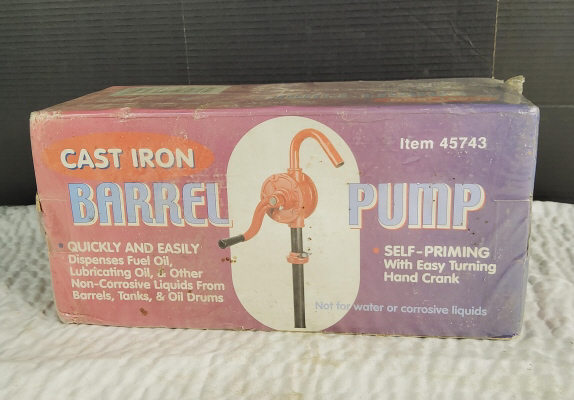 Item 45743
CAST IRON
BARREL PUMP
• QUICKLY AND EASILY
Dispenses Fuel Oil,
Lubricating Oil, & Other
Non-Corrosive Liquids From
Barrels, Tanks, & Oil Drums
• SELF-PRIMING
With Easy Turning
Hand Crank
Not for water or corrosive liquids